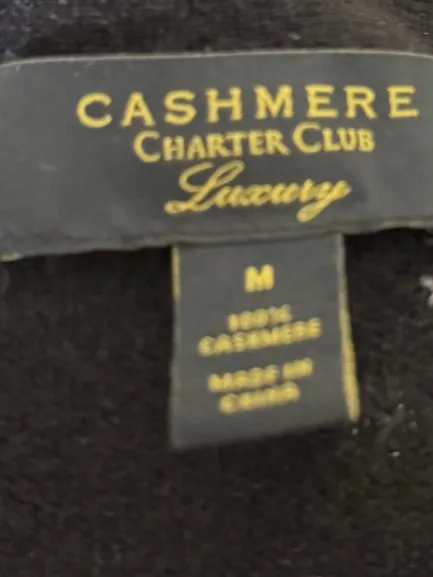 CASHMERE
CHARTER CLUB
Luxury
M
100%
CASHMERE
MADE IN
CHINA